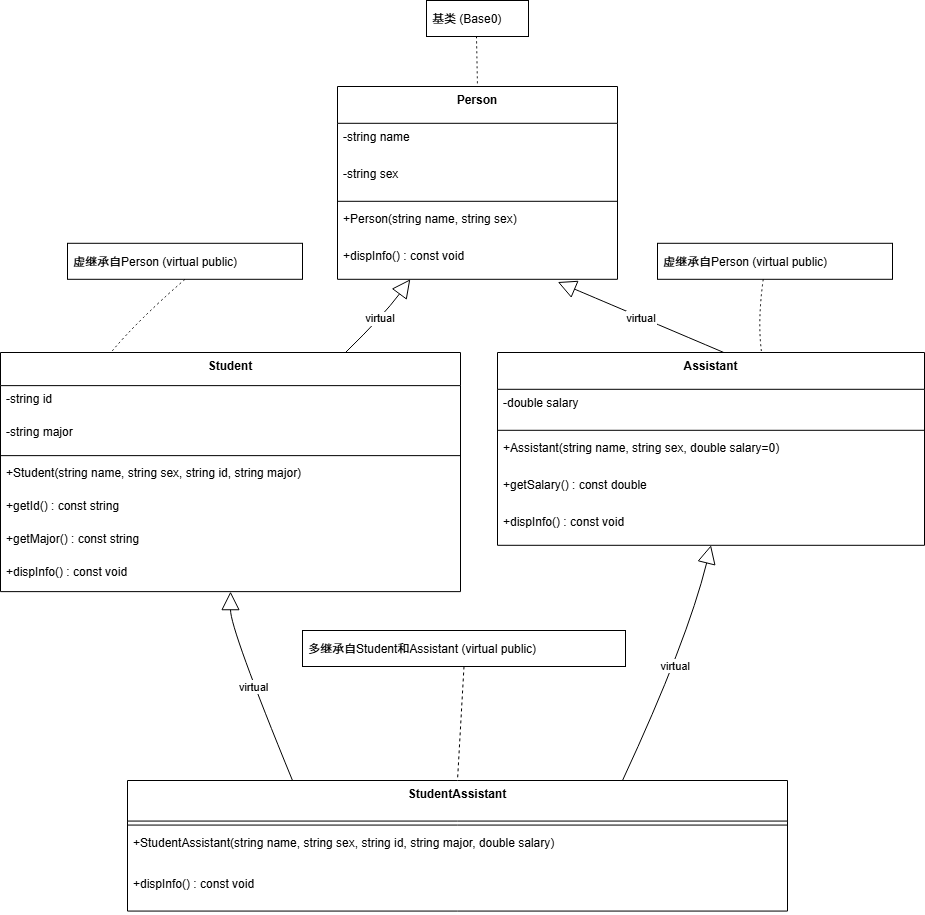 基类 (Base0)
Person
-string name
-string sex
+Person(string name, string sex)
+dispInfo() : const void
虚继承自Person (virtual public)
虚继承自Person (virtual public)
virtual
virtual
Student
-string id
-string major
+Student(string name, string sex, string id, string major)
+getId() : const string
+getMajor() : const string
+dispInfo() : const void
Assistant
-double salary
+Assistant(string name, string sex, double salary=0)
+getSalary() : const double
+dispInfo() : const void
多继承自Student和Assistant (virtual public)
virtual
virtual
StudentAssistant
+StudentAssistant(string name, string sex, string id, string major, double salary)
+dispInfo() : const void